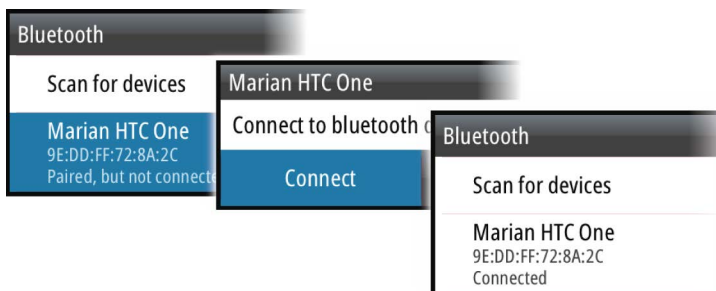 Bluetooth
Scan for devices
Marian HTC One
9E:DD:FF:72:8A:2C
Paired, but not
Marian HTC One
Connect to bluetooth
Connect
Bluetooth
Scan for devices
Marian HTC One
9E:DD:FF:72:8A:2C
Connected